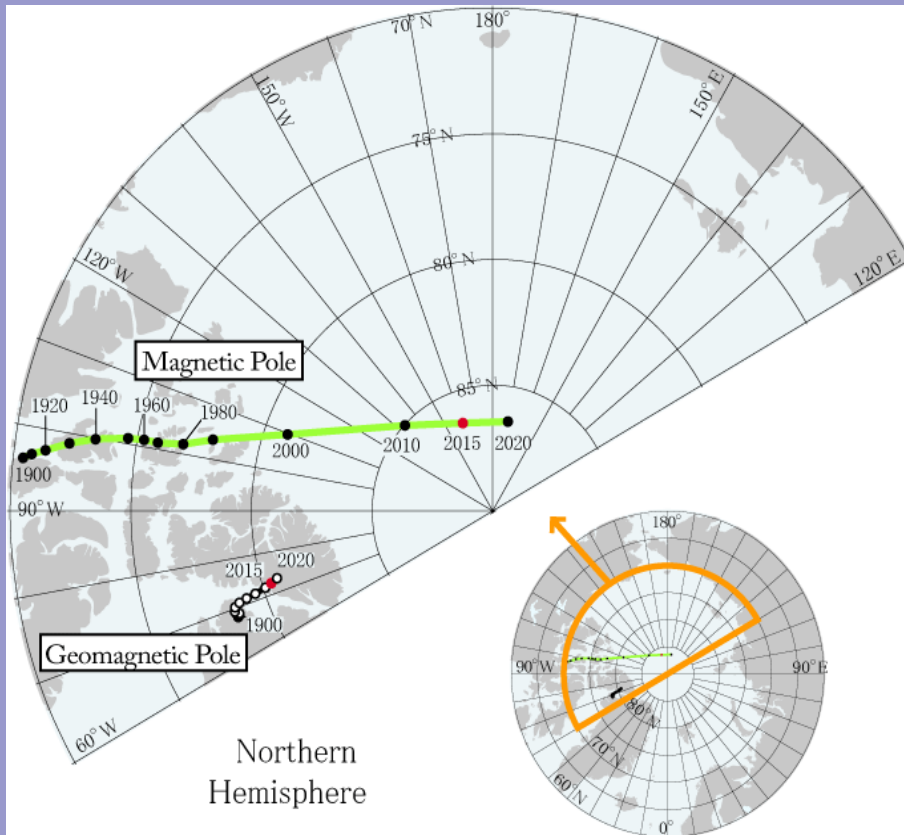 70°N
180°
150°W
150°E
75°N
120°W
80°N
120°E
Magnetic Pole
85°N
1920
1940
1960
1980
1900
2000
2010
2015
2020
90°W
2015
2020
1900
Geomagnetic Pole
60°W
Northern
Hemisphere
180°
90°W
90°E
80°N
70°N
60°N
0°